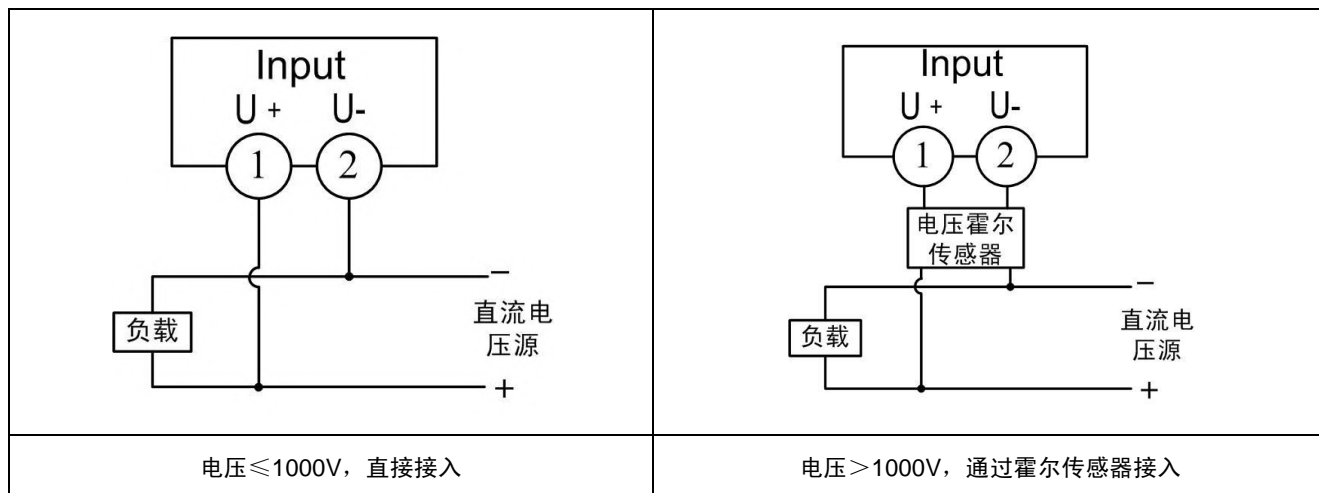 Input
U + U-
1 2
负载
−
直流电
压源
+
电压≤1000V，直接接入
Input
U + U-
1 2
电压霍尔
传感器
负载
−
直流电
压源
+
电压＞1000V，通过霍尔传感器接入